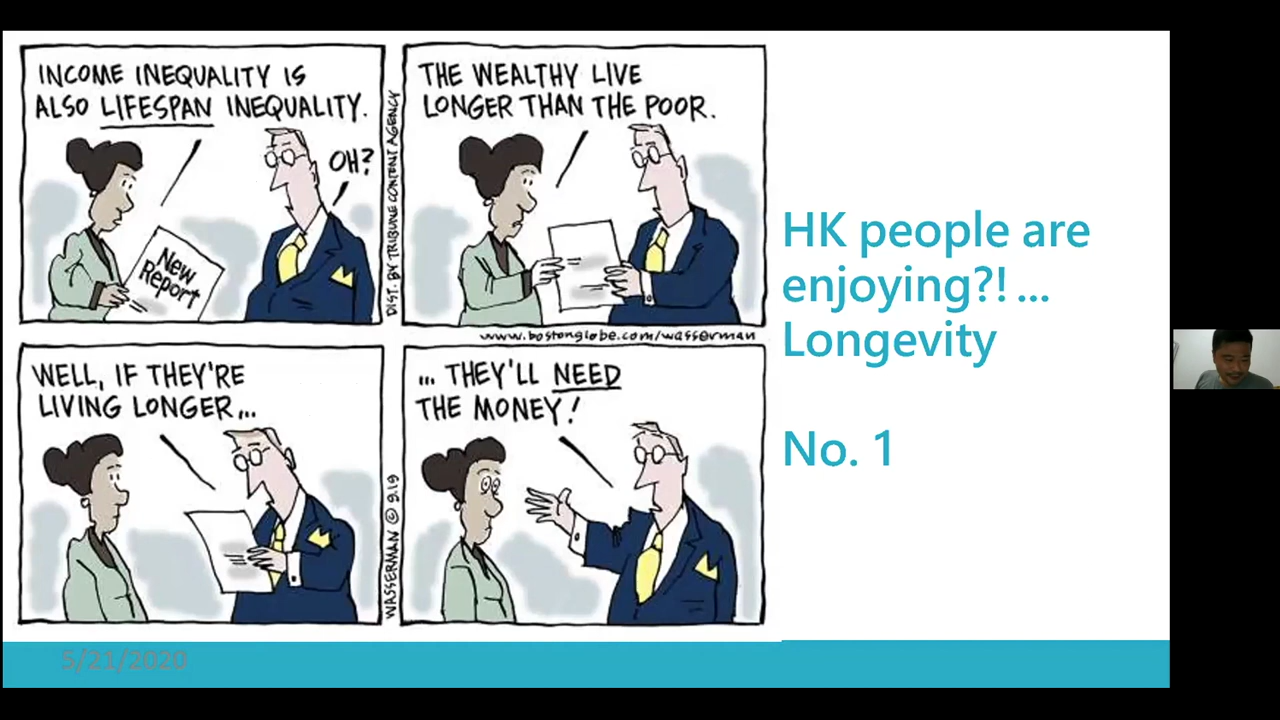 INCOME INEQUALITY IS
ALSO LIFESPAN INEQUALITY.
OH?
New
Report
DIST. BY TRIBUNE CONTENT AGENCY
THE WEALTHY LIVE
LONGER THAN THE POOR.
www.bostonglobe.com/wasserman
WELL, IF THEY'RE
LIVING LONGER...
WASSERMAN © 9.19
... THEY'LL NEED
THE MONEY!
HK people are
enjoying?! ...
Longevity
No. 1
5/21/2020